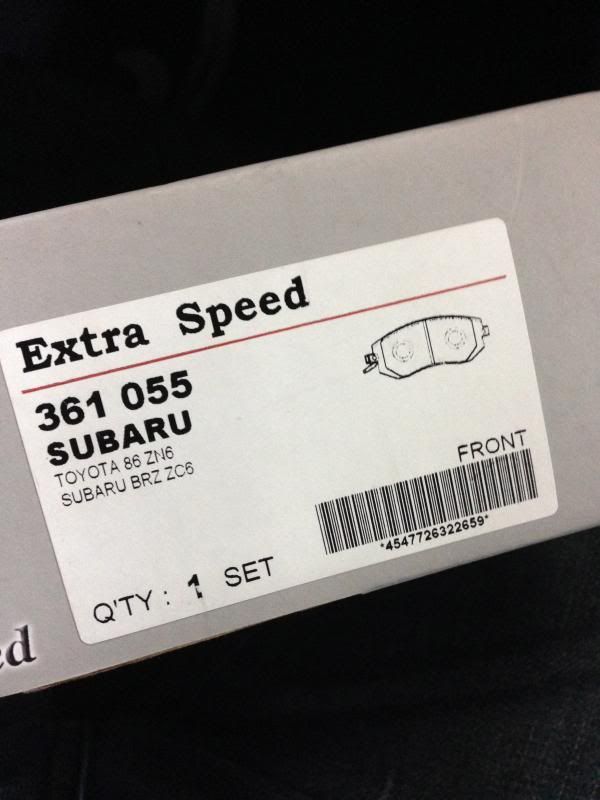 Extra Speed
361 055
SUBARU
TOYOTA 86 ZN6
SUBARU BRZ ZC6
FRONT
*4547726322659*
Q'TY : 1 SET
ed